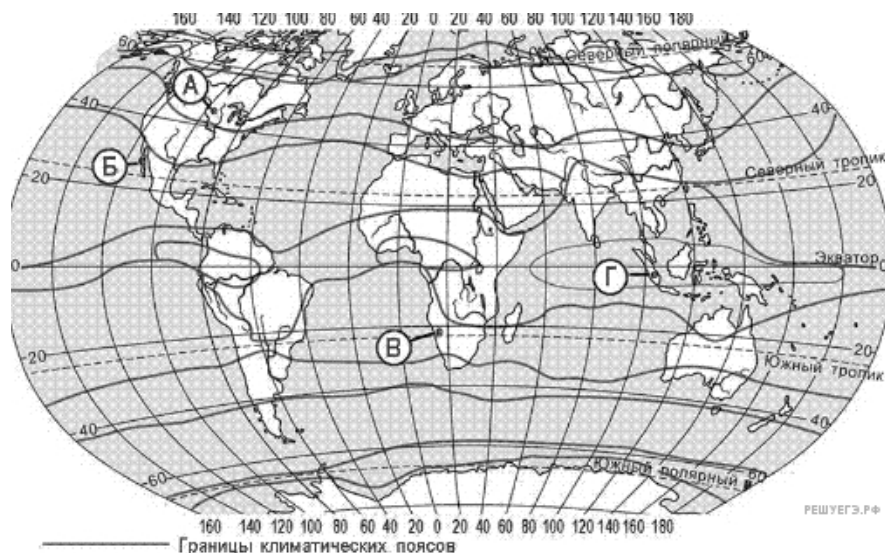 160 140 120 100 80 60 40 20 0 20 40 60 80 100 120 140 160 180
60
Северный полярный
60
А
40
40
Б
Северный тропик
20
20
Экватор
0
Г
0
В
20
20
Южный тропик
40
40
60
Южный полярный
60
160 140 120 100 80 60 40 20 0 20 40 60 80 100 120 140 160 180
РЕШУЕГЭ.РФ
Границы климатических поясов